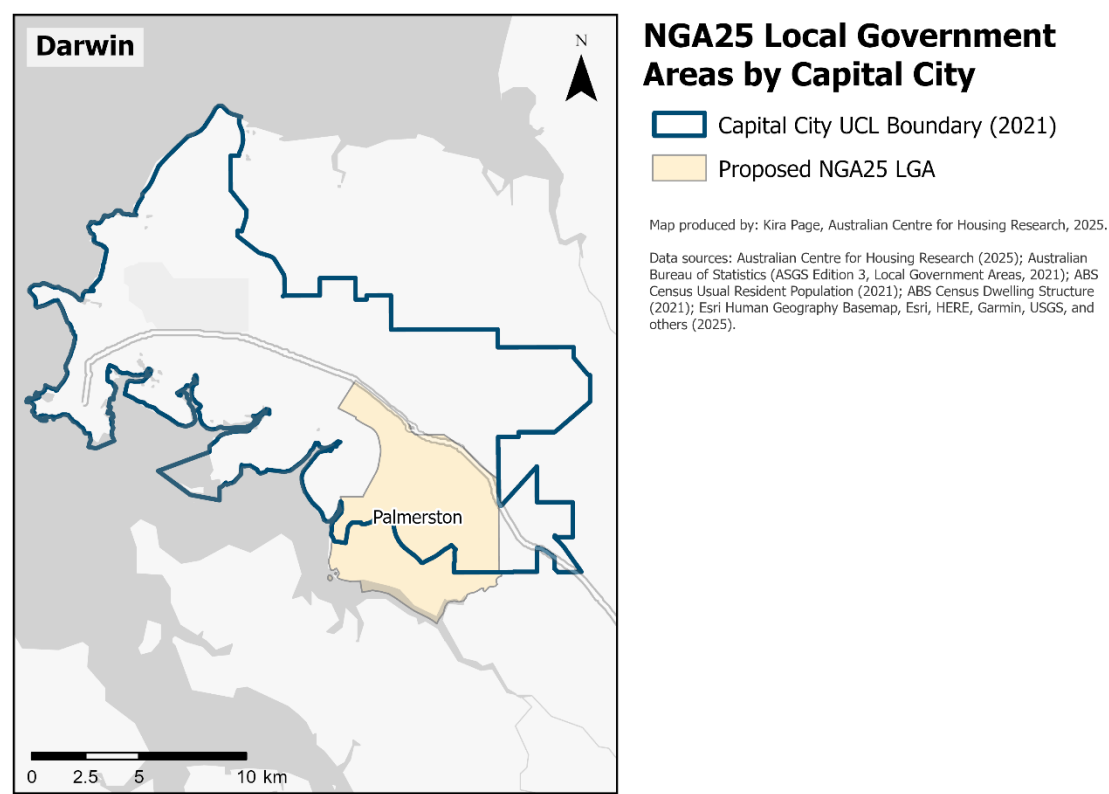 Darwin
N
Palmerston
0 2.5 5 10 km
NGA25 Local Government
Areas by Capital City
Capital City UCL Boundary (2021)
Proposed NGA25 LGA
Map produced by: Kira Page, Australian Centre for Housing Research, 2025.
Data sources: Australian Centre for Housing Research (2025); Australian
Bureau of Statistics (ASGS Edition 3, Local Government Areas, 2021); ABS
Census Usual Resident Population (2021); ABS Census Dwelling Structure
(2021); Esri Human Geography Basemap, Esri, HERE, Garmin, USGS, and
others (2025).